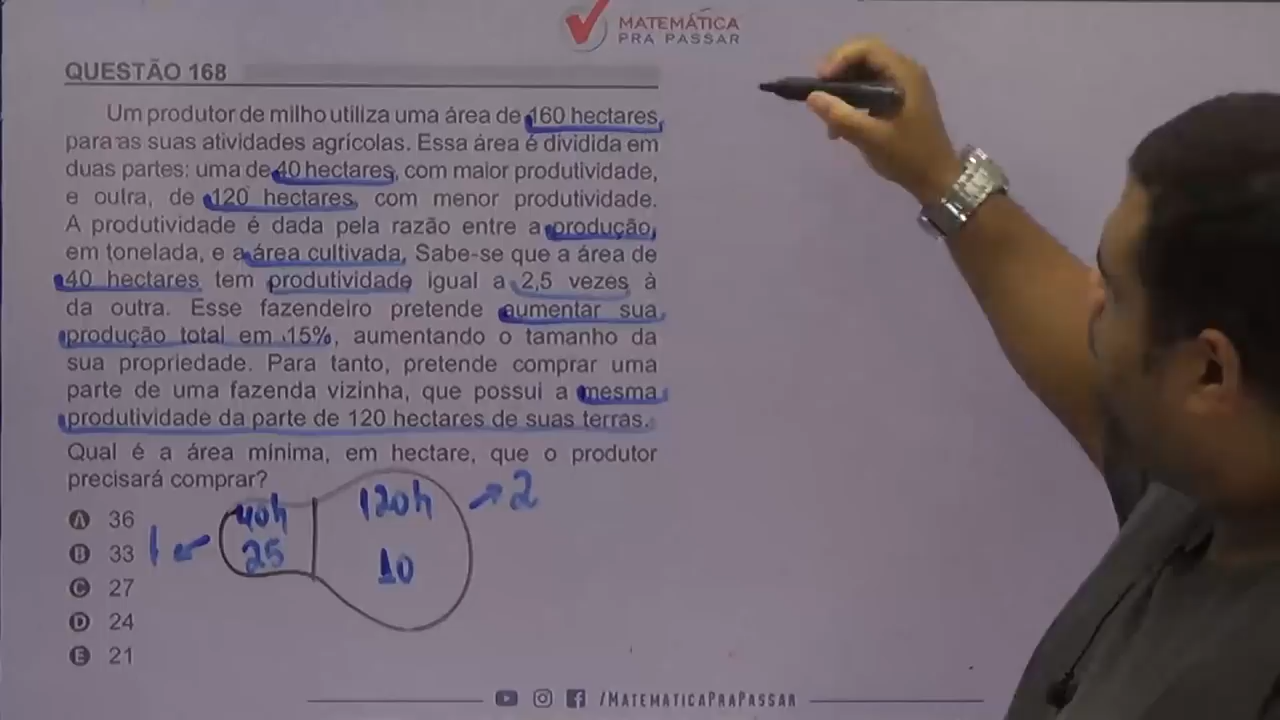 MATEMÁTICA
PRA PASSAR
QUESTÃO 168
Um produtor de milho utiliza uma área de 160 hectares
para as suas atividades agrícolas. Essa área é dividida em
duas partes: uma de 40 hectares, com maior produtividade,
e outra, de 120 hectares, com menor produtividade.
A produtividade é dada pela razão entre a produção,
em tonelada, e a área cultivada. Sabe-se que a área de
40 hectares tem produtividade igual a 2,5 vezes à
da outra. Esse fazendeiro pretende aumentar sua
produção total em 15%, aumentando o tamanho da
sua propriedade. Para tanto, pretende comprar uma
parte de uma fazenda vizinha, que possui a mesma
produtividade da parte de 120 hectares de suas terras.
Qual é a área mínima, em hectare, que o produtor
precisará comprar?
A 36
B 33
C 27
D 24
E 21
40h 120h 2
1 25 10
/MATEMATICAPRAPASSAR